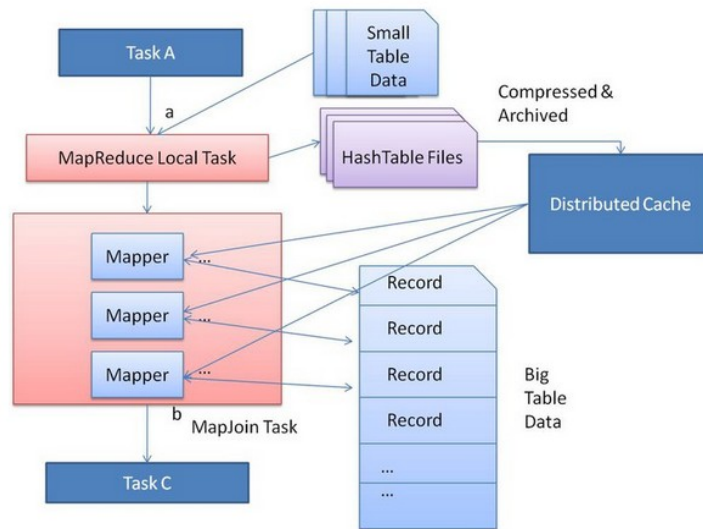 Task A
Small
Table
Data
a
Compressed &
Archived
MapReduce Local Task
HashTable Files
Distributed Cache
Mapper
...
Record
Mapper
...
Record
Mapper
...
Record
Record
...
...
Big
Table
Data
b
MapJoin Task
Task C